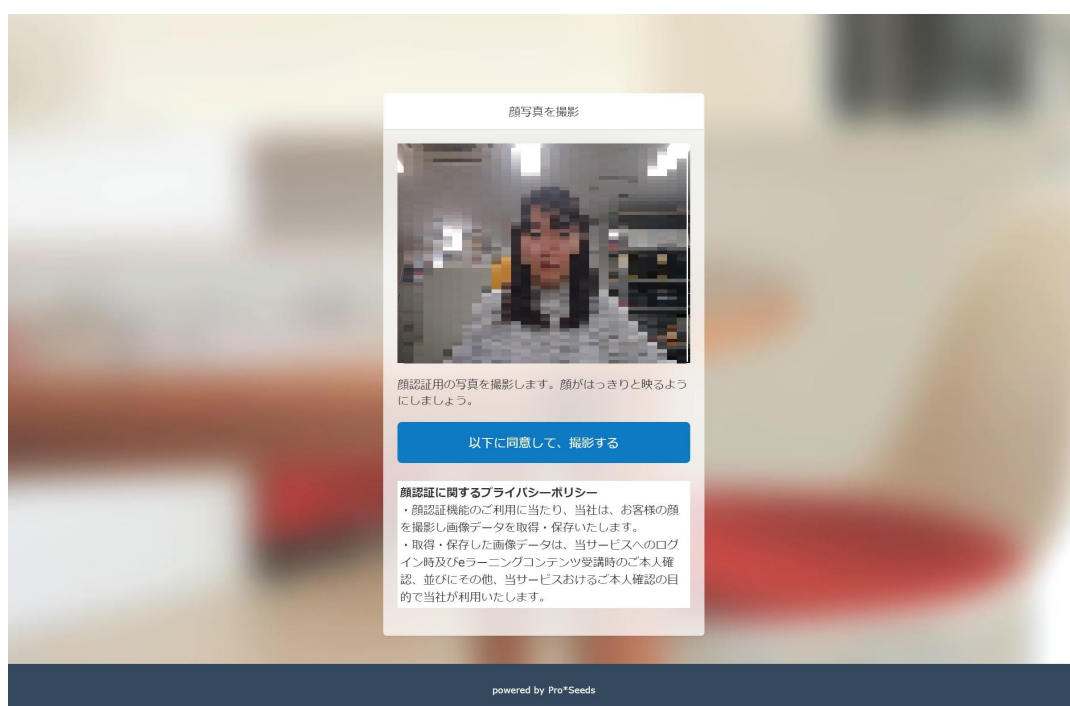 顔写真を撮影
顔認証用の写真を撮影します。顔がはっきりと映るよう
にしましょう。
以下に同意して、撮影する
顔認証に関するプライバシーポリシー
・顔認証機能のご利用に当たり、当社は、お客様の顔
を撮影し画像データを取得・保存いたします。
・取得・保存した画像データは、当サービスへのログ
イン時及びeラーニングコンテンツ受講時のご本人確
認、並びにその他、当サービスおけるご本人確認の目
的で当社が利用いたします。
powered by Pro*Seeds